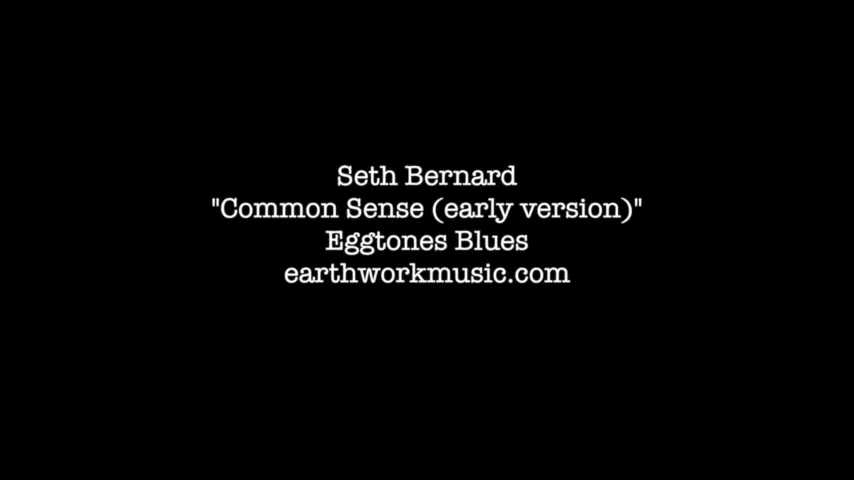 Seth Bernard
"Common Sense (early version)"
Eggtones Blues
earthworkmusic.com